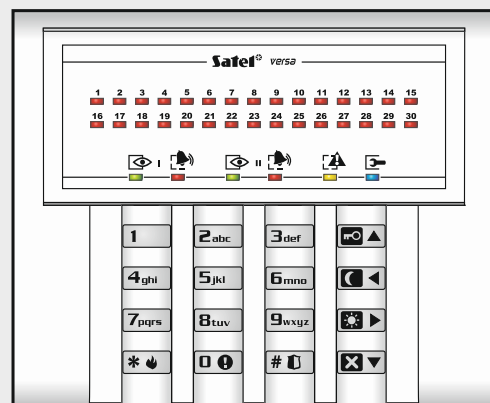 Satel versa
1 2 3 4 5 6 7 8 9 10 11 12 13 14 15
16 17 18 19 20 21 22 23 24 25 26 27 28 29 30
I II
1 2abc 3def
4ghi 5jkl 6mno
7pqrs 8tuv 9wxyz
* 0 #